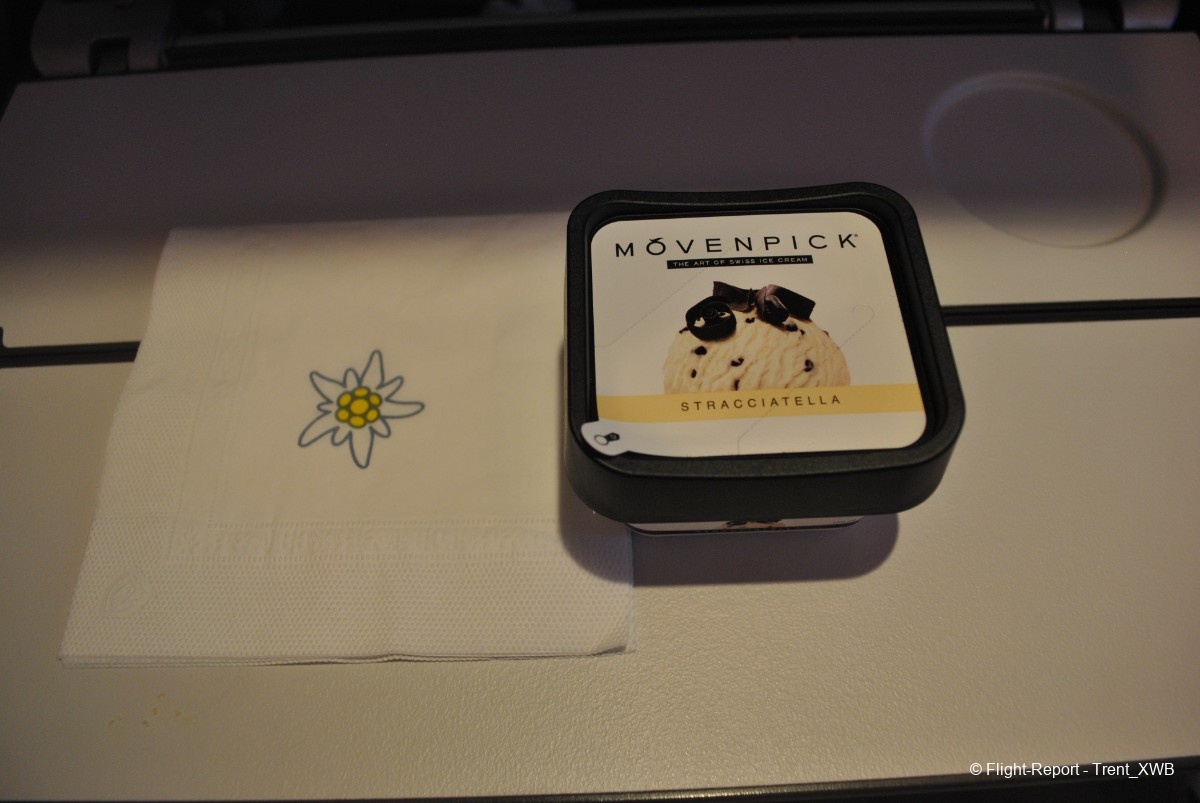 MÖVENPICK®
THE ART OF SWISS ICE CREAM
STRACCIATELLA
© Flight-Report - Trent_XWB